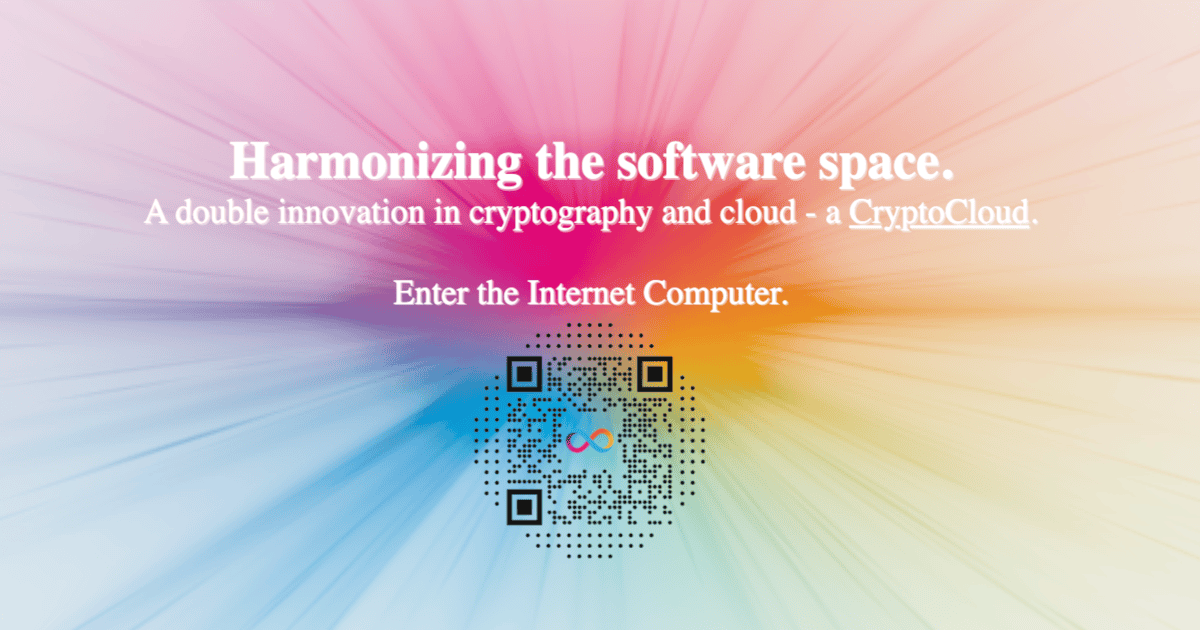 Harmonizing the software space.
A double innovation in cryptography and cloud - a CryptoCloud.
Enter the Internet Computer.